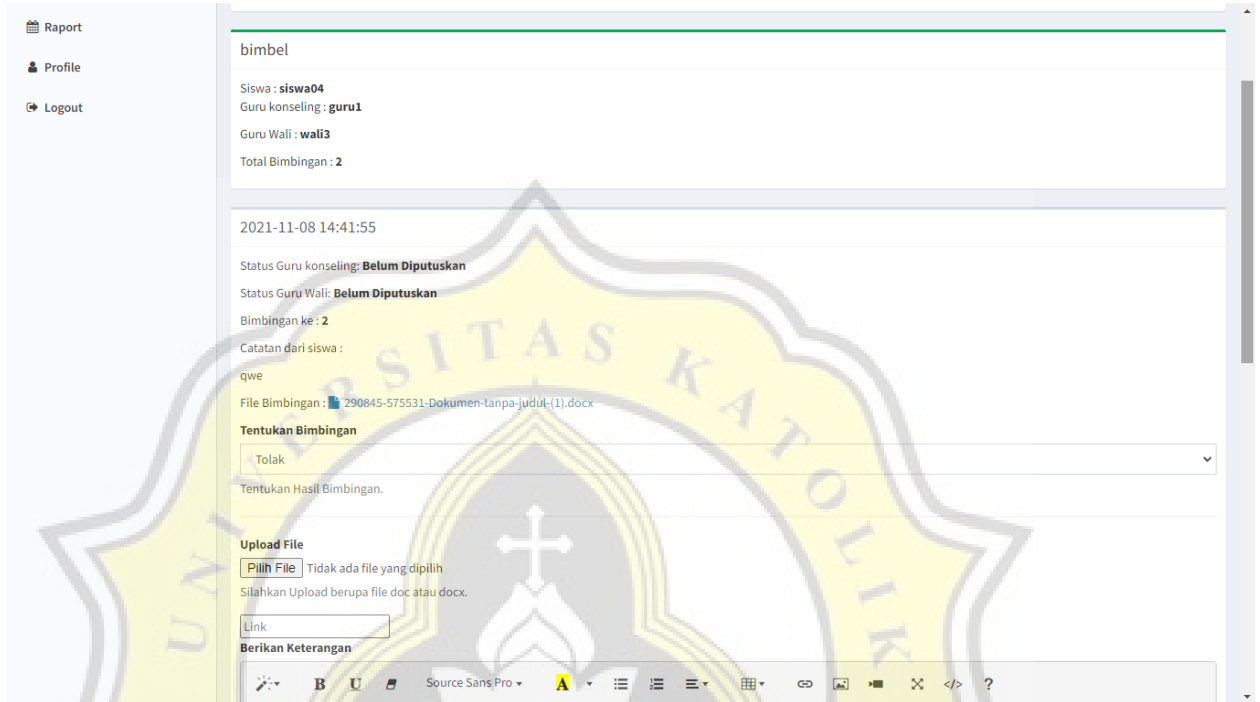 Raport
Profile
Logout
bimbel
Siswa : siswa04
Guru konseling : guru1
Guru Wali : wali3
Total Bimbingan : 2
2021-11-08 14:41:55
Status Guru konseling: Belum Diputuskan
Status Guru Wali: Belum Diputuskan
Bimbingan ke : 2
Catatan dari siswa :
qwe
File Bimbingan : 290845-575531-Dokumen-tanpa-judul-(1).docx
Tentukan Bimbingan
Tolak
Tentukan Hasil Bimbingan.
Upload File
Pilih File Tidak ada file yang dipilih
Silahkan Upload berupa file doc atau docx.
Link
Berikan Keterangan
B U Source Sans Pro A </> ?
UNIVERSITAS KATOLIK